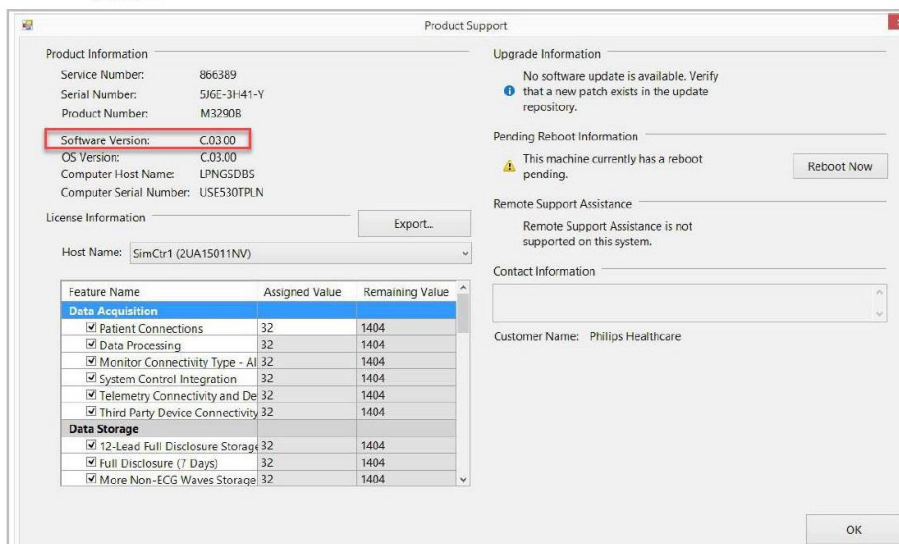 Product Support
Product Information
Service Number: 866389
Serial Number: 5J6E-3H41-Y
Product Number: M3290B
Software Version: C.03.00
OS Version: C.03.00
Computer Host Name: LPNGSDBS
Computer Serial Number: USE530TPLN
License Information
Export...
Host Name: SimCtr1 (2UA15011NV)
Feature Name Assigned Value Remaining Value
Data Acquisition
Patient Connections 32 1404
Data Processing 32 1404
Monitor Connectivity Type - Al 32 1404
System Control Integration 32 1404
Telemetry Connectivity and De 32 1404
Third Party Device Connectivity 32 1404
Data Storage
12-Lead Full Disclosure Storage 32 1404
Full Disclosure (7 Days) 32 1404
More Non-ECG Waves Storage 32 1404
Upgrade Information
No software update is available. Verify
that a new patch exists in the update
repository.
Pending Reboot Information
This machine currently has a reboot
pending.
Reboot Now
Remote Support Assistance
Remote Support Assistance is not
supported on this system.
Contact Information
Customer Name: Philips Healthcare
OK